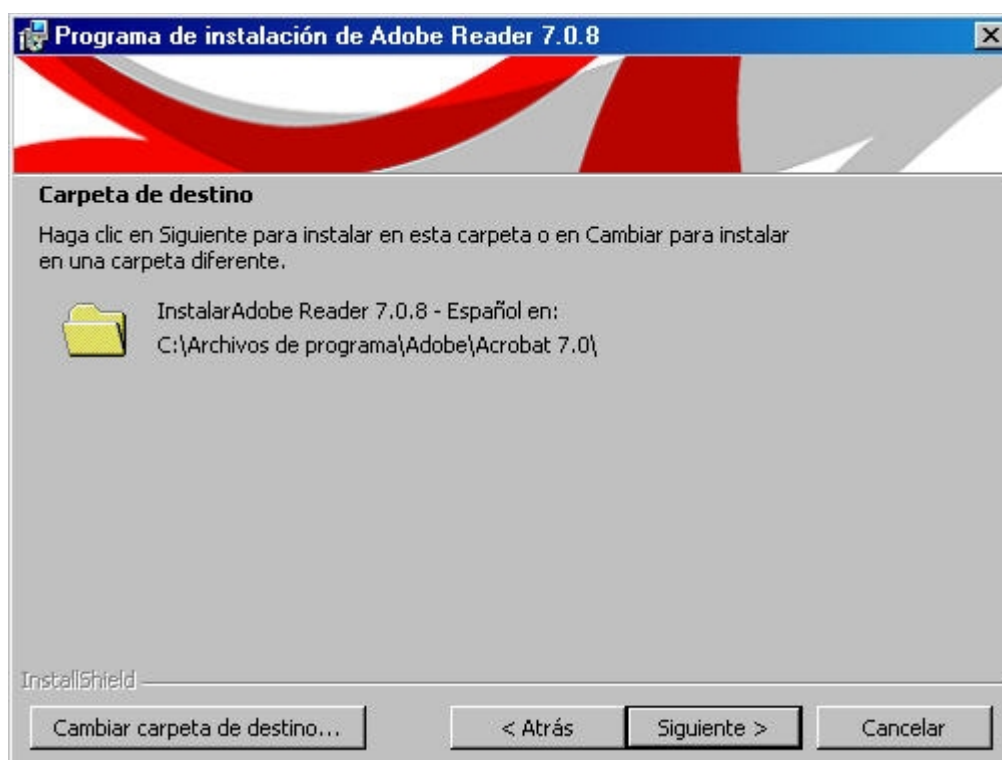 Programa de instalación de Adobe Reader 7.0.8
Carpeta de destino
Haga clic en Siguiente para instalar en esta carpeta o en Cambiar para instalar
en una carpeta diferente.
InstalarAdobe Reader 7.0.8 - Español en:
C:\Archivos de programa\Adobe\Acrobat 7.0\
InstallShield
Cambiar carpeta de destino...
< Atrás
Siguiente >
Cancelar